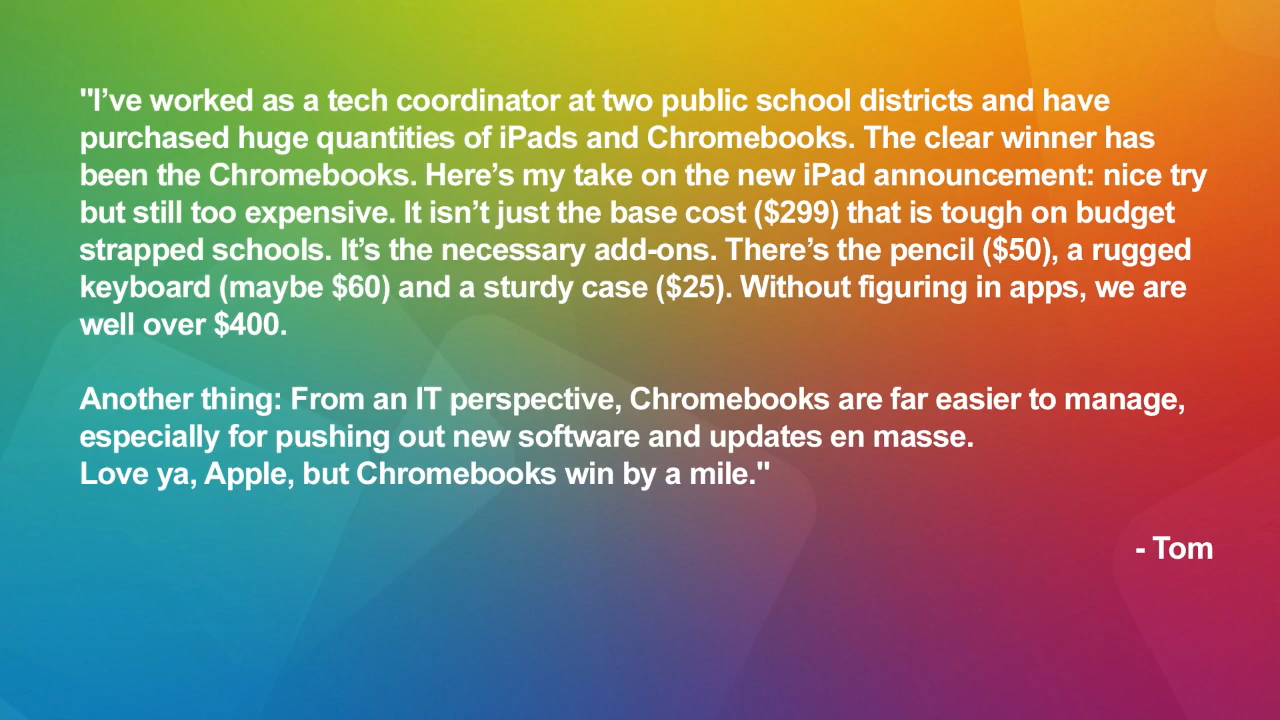 "I’ve worked as a tech coordinator at two public school districts and have
purchased huge quantities of iPads and Chromebooks. The clear winner has
been the Chromebooks. Here’s my take on the new iPad announcement: nice try
but still too expensive. It isn’t just the base cost ($299) that is tough on budget
strapped schools. It’s the necessary add-ons. There’s the pencil ($50), a rugged
keyboard (maybe $60) and a sturdy case ($25). Without figuring in apps, we are
well over $400.
Another thing: From an IT perspective, Chromebooks are far easier to manage,
especially for pushing out new software and updates en masse.
Love ya, Apple, but Chromebooks win by a mile."
- Tom